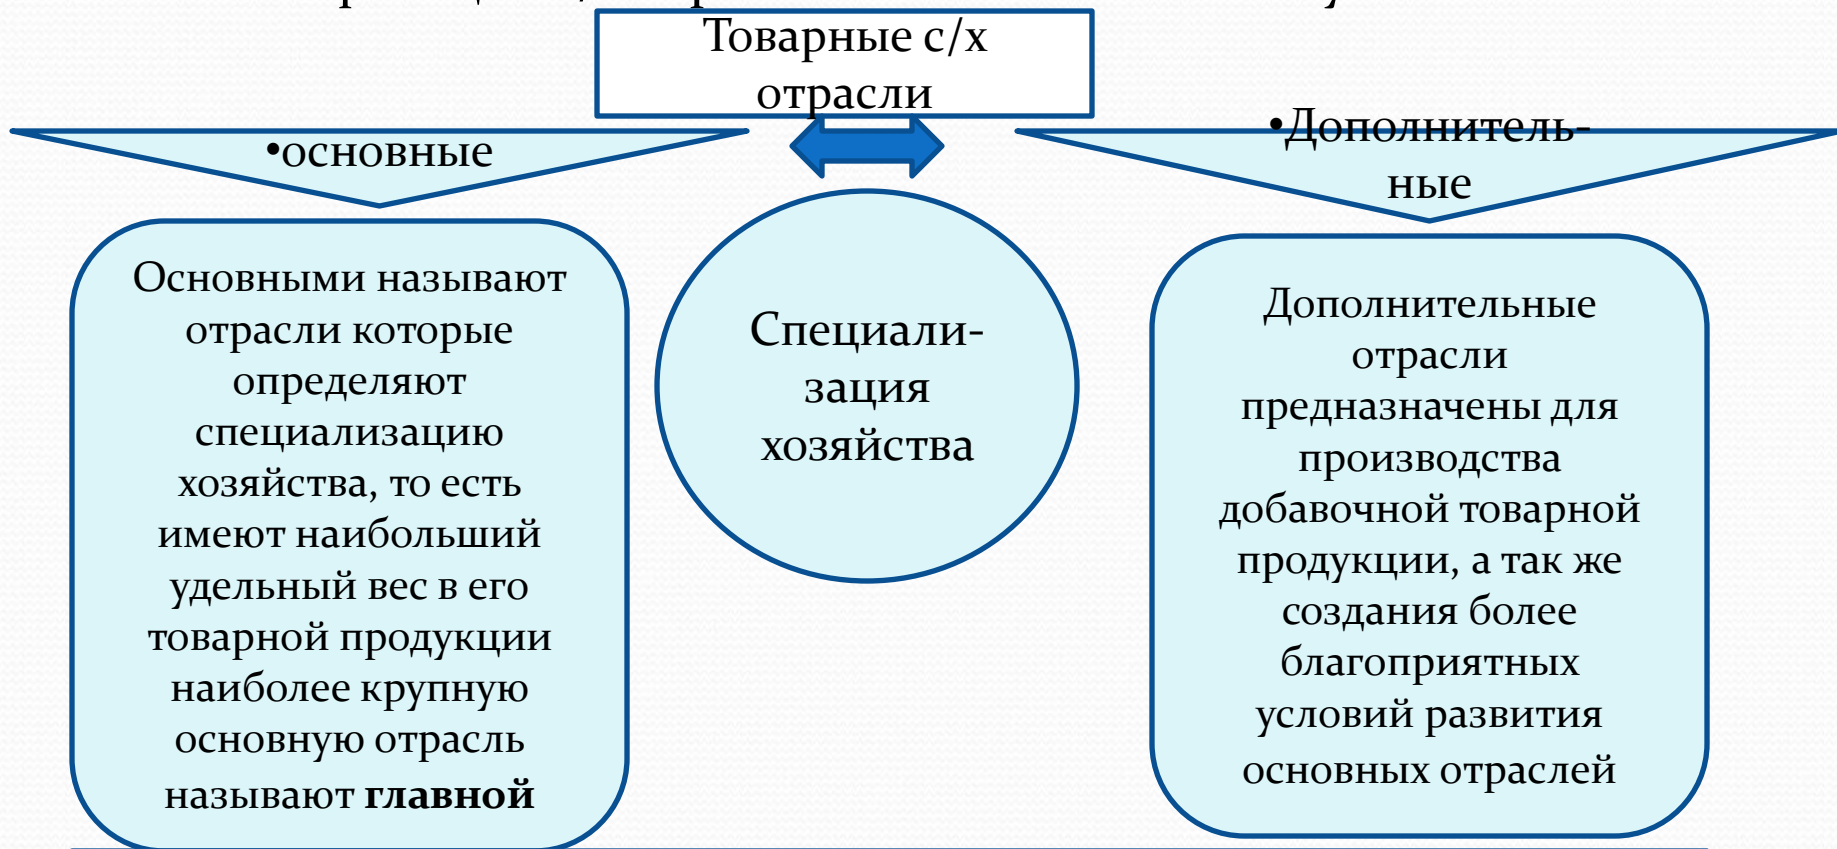 Товарные с/х
отрасли
•основные
•Дополнитель-
ные
Основными называют
отрасли которые
определяют
специализацию
хозяйства, то есть
имеют наибольший
удельный вес в его
товарной продукции
наиболее крупную
основную отрасль
называют главной
Специали-
зация
хозяйства
Дополнительные
отрасли
предназначены для
производства
добавочной товарной
продукции, а так же
создания более
благоприятных
условий развития
основных отраслей